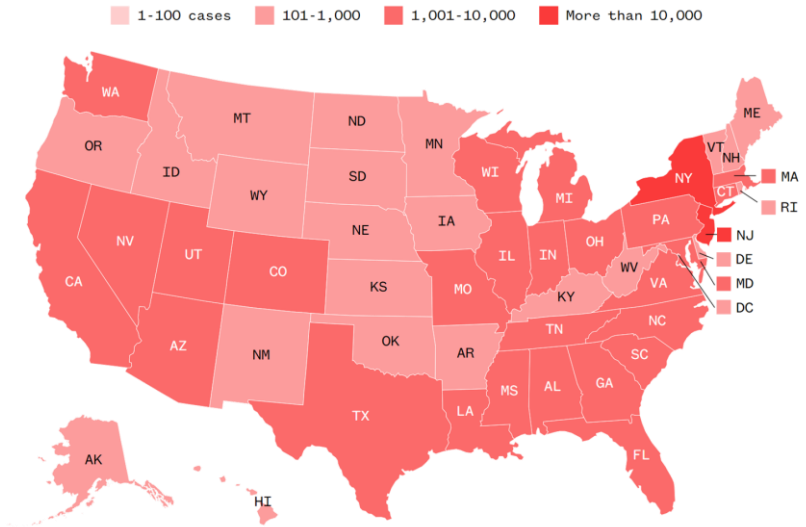 1-100 cases 101-1,000 1,001-10,000 More than 10,000
WA
ME
MT
ND
OR
MN
VT
NH
ID
SD
WI
NY
MA
WY
MI
CT
RI
IA
PA
NE
NJ
NV
UT
OH
IL
IN
DE
CO
WV
CA
KS
MO
VA
MD
KY
DC
NC
TN
OK
AZ
NM
AR
SC
MS
AL
GA
TX
LA
FL
AK
HI